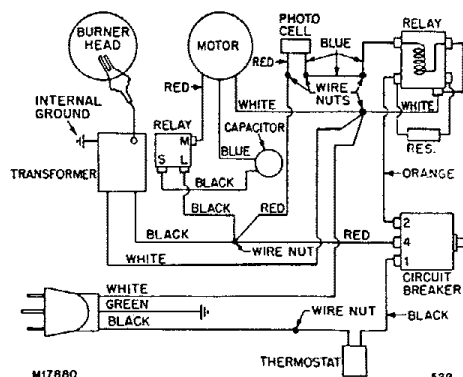 BURNER
HEAD
MOTOR
PHOTO
CELL
RELAY
BLUE
RED
RED
WIRE
NUTS
WHITE
WHITE
INTERNAL
GROUND
RELAY
M
S L
CAPACITOR
BLUE
BLACK
RES.
TRANSFORMER
ORANGE
BLACK
RED
BLACK
WIRE NUT
RED
WHITE
2
4
1
CIRCUIT
BREAKER
WHITE
GREEN
BLACK
WIRE NUT
BLACK
THERMOSTAT
M17880